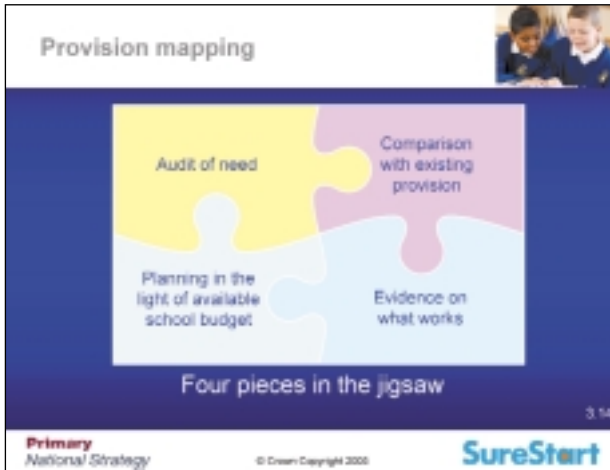 Provision mapping
Audit of need
Comparison
with existing
provision
Planning in the
light of available
school budget
Evidence on
what works
Four pieces in the jigsaw
3.14
Primary
National Strategy
© Crown Copyright 2005
SureStart